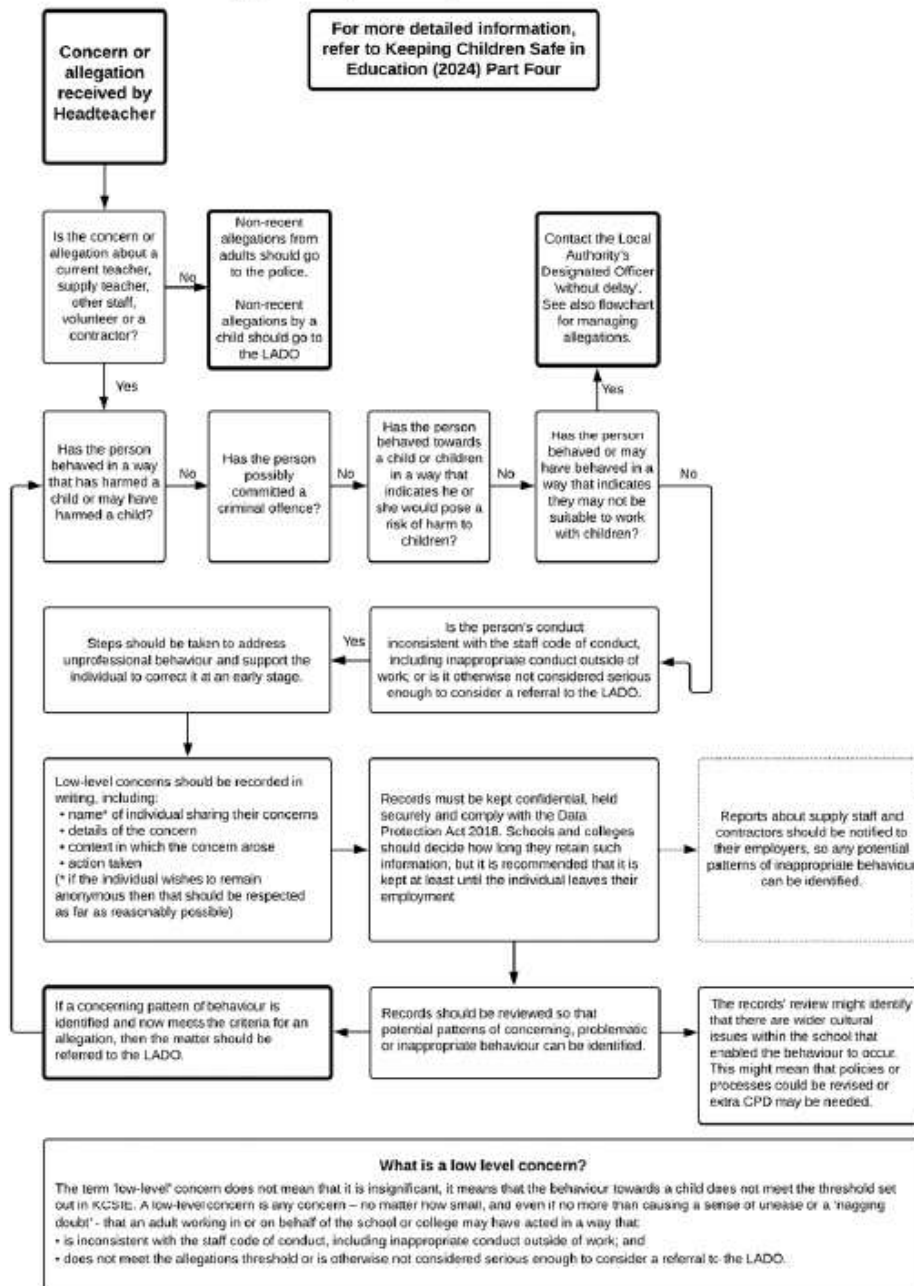 Concern or
allegation
received by
Headteacher
For more detailed information,
refer to Keeping Children Safe in
Education (2024) Part Four
Is the concern or
allegation about a
current teacher,
supply teacher,
other staff,
volunteer or a
contractor?
No
Non-recent
allegations from
adults should go
to the police.
Non-recent
allegations by a
child should go to
the LADO
Contact the Local
Authority's
Designated Officer
'without delay'.
See also flowchart
for managing
allegations.
Yes
Yes
Has the person
behaved in a way
that has harmed a
child or may have
harmed a child?
No
Has the person
possibly
committed a
criminal offence?
No
Has the person
behaved towards
a child or children
in a way that
indicates he or
she would pose a
risk of harm to
children?
No
Has the person
behaved or may
have behaved in a
way that indicates
they may not be
suitable to work
with children?
No
Steps should be taken to address
unprofessional behaviour and support the
individual to correct it at an early stage.
Yes
Is the person's conduct
inconsistent with the staff code of conduct,
including inappropriate conduct outside of
work; or is it otherwise not considered serious
enough to consider a referral to the LADO.
Low-level concerns should be recorded in
writing, including:
• name* of individual sharing their concerns
• details of the concern
• context in which the concern arose
• action taken
(* if the individual wishes to remain
anonymous then that should be respected
as far as reasonably possible)
Records must be kept confidential, held
securely and comply with the Data
Protection Act 2018. Schools and colleges
should decide how long they retain such
information, but it is recommended that it is
kept at least until the individual leaves their
employment
Reports about supply staff and
contractors should be notified to
their employers, so any potential
patterns of inappropriate behaviour
can be identified.
If a concerning pattern of behaviour is
identified and now meets the criteria for an
allegation, then the matter should be
referred to the LADO.
Records should be reviewed so that
potential patterns of concerning, problematic
or inappropriate behaviour can be identified.
The records' review might identify
that there are wider cultural
issues within the school that
enabled the behaviour to occur.
This might mean that policies or
processes could be revised or
extra CPD may be needed.
What is a low level concern?
The term 'low-level' concern does not mean that it is insignificant, it means that the behaviour towards a child does not meet the threshold set
out in KCSIE. A low-level concern is any concern – no matter how small, and even if no more than causing a sense of unease or a 'nagging
doubt' - that an adult working in or on behalf of the school or college may have acted in a way that:
• is inconsistent with the staff code of conduct, including inappropriate conduct outside of work; and
• does not meet the allegations threshold or is otherwise not considered serious enough to consider a referral to the LADO.